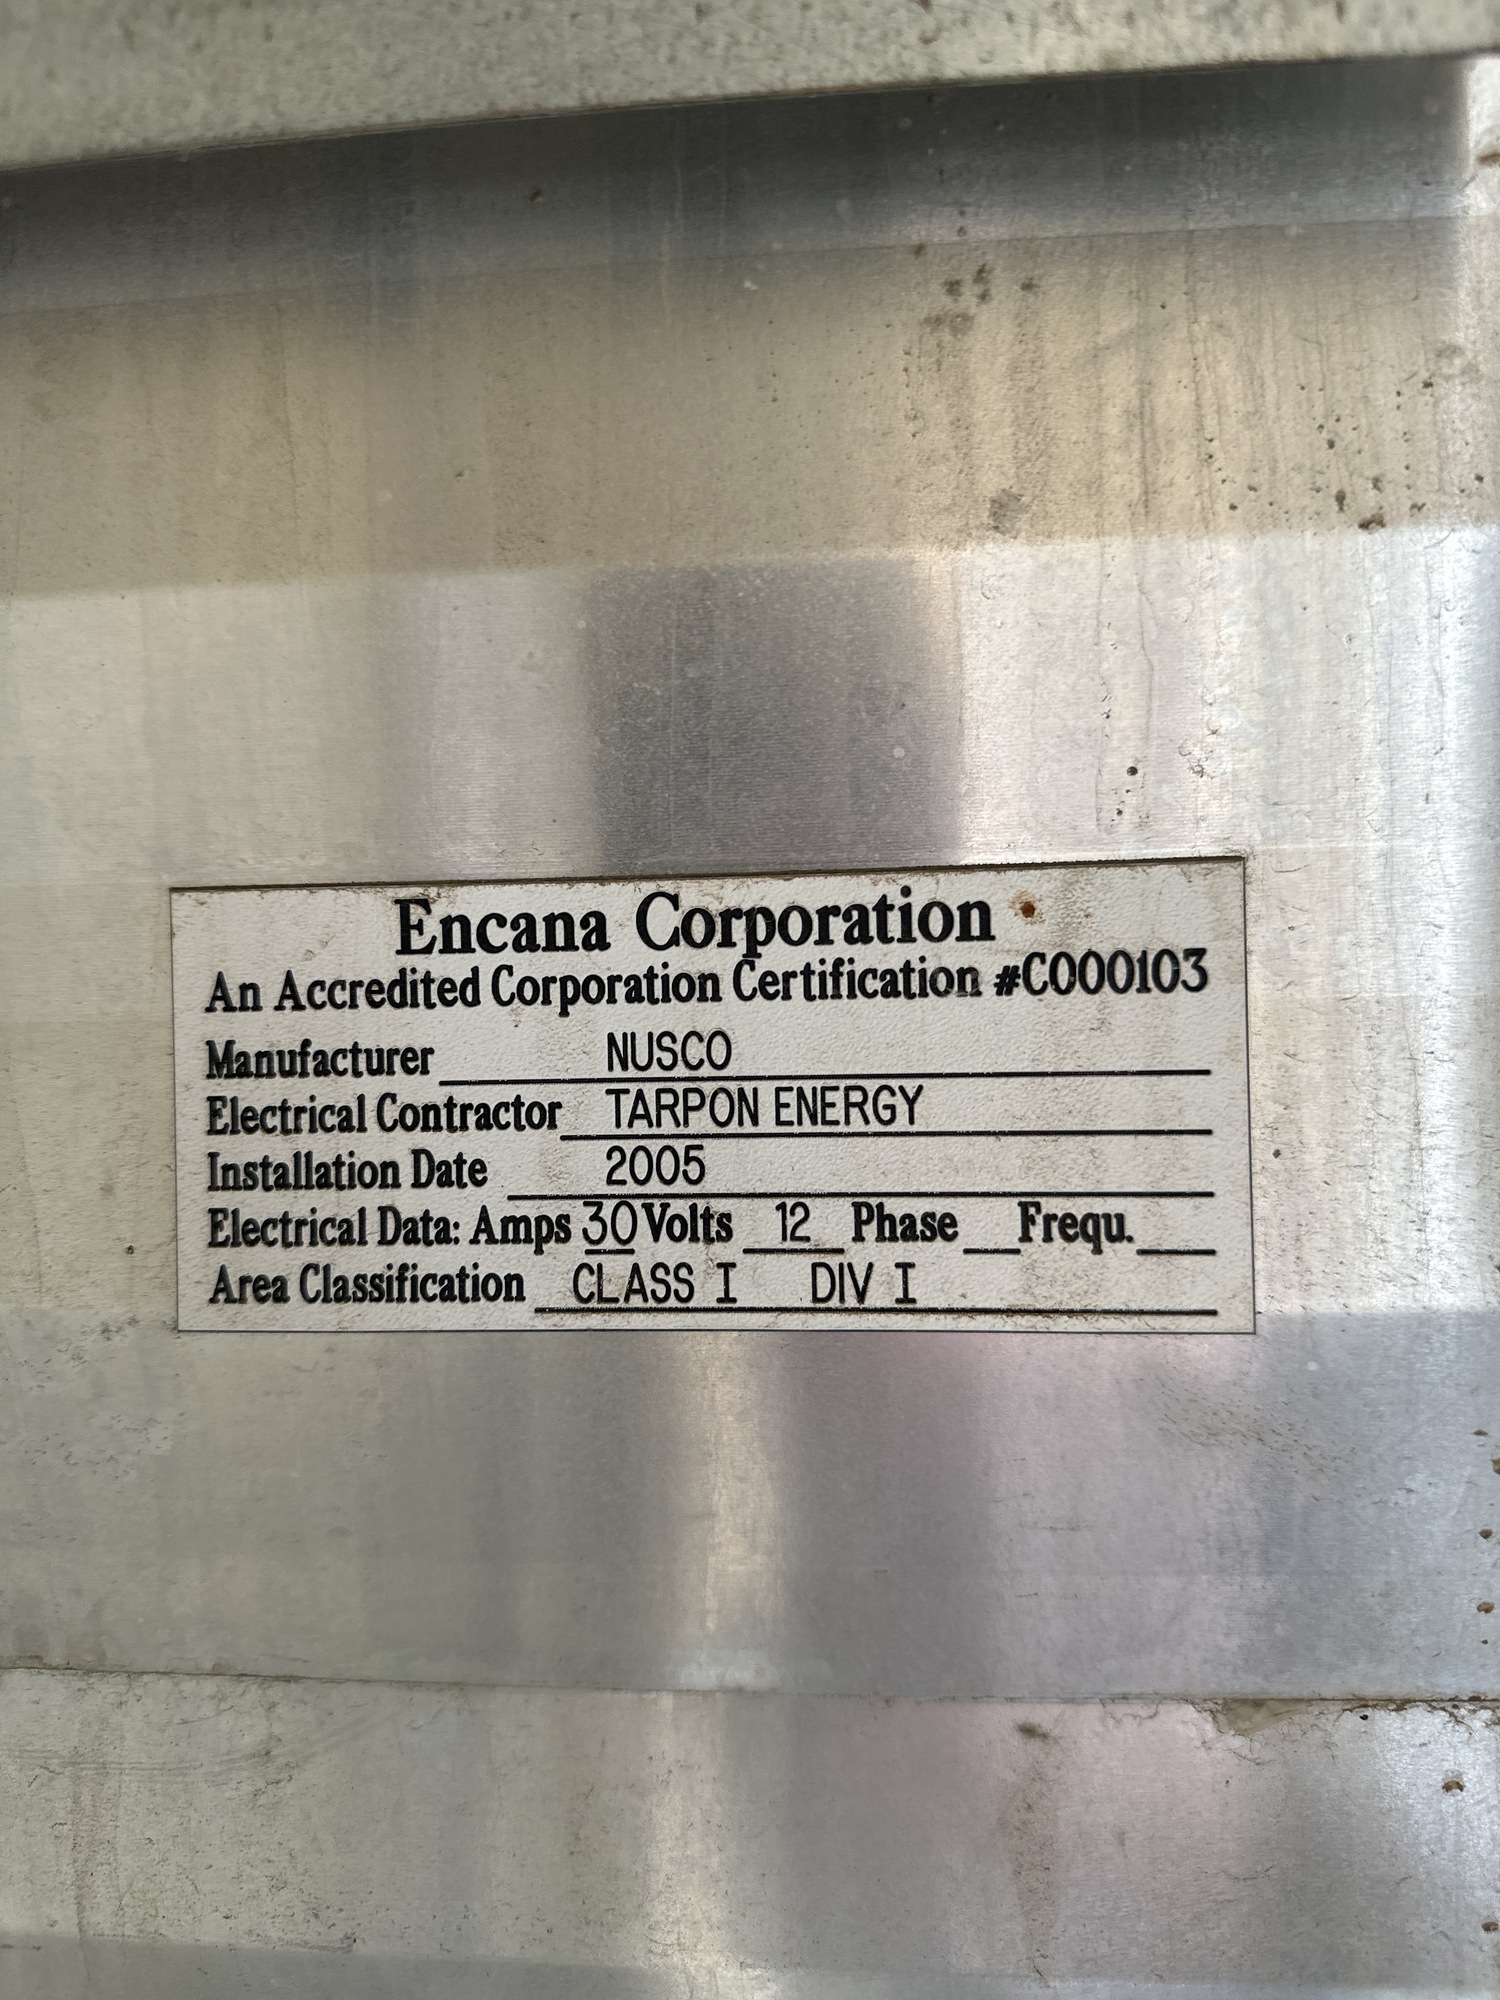 Encana Corporation
An Accredited Corporation Certification #C000103
Manufacturer NUSCO
Electrical Contractor TARPON ENERGY
Installation Date 2005
Electrical Data: Amps 30 Volts 12 Phase Frequ.
Area Classification CLASS I DIV I